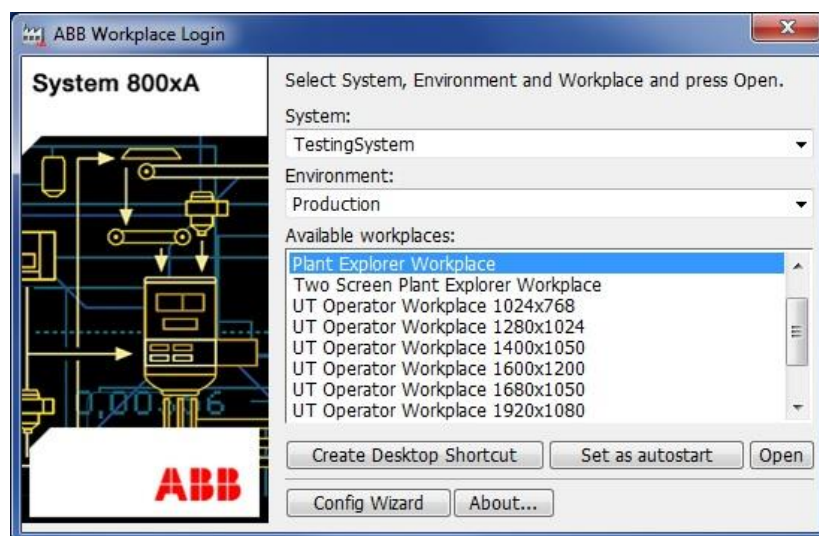 ABB Workplace Login
System 800xA
Select System, Environment and Workplace and press Open.
System:
TestingSystem
Environment:
Production
Available workplaces:
Plant Explorer Workplace
Two Screen Plant Explorer Workplace
UT Operator Workplace 1024x768
UT Operator Workplace 1280x1024
UT Operator Workplace 1400x1050
UT Operator Workplace 1600x1200
UT Operator Workplace 1680x1050
UT Operator Workplace 1920x1080
Create Desktop Shortcut
Set as autostart
Open
Config Wizard
About...
ABB